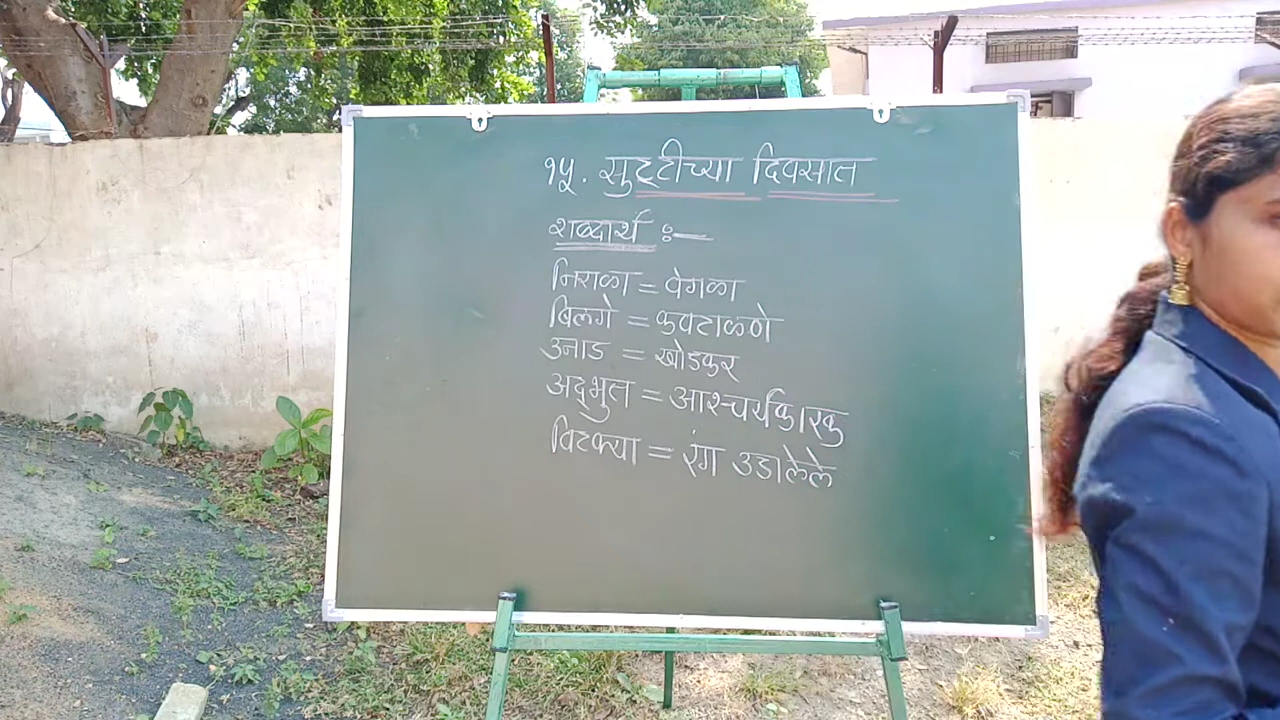 १५. सुट्टीच्या दिवसात
शब्दार्थ :—
निराळा = वेगळा
बिलगे = कवटाळणे
उनाड = खोडकर
अद्भुत = आश्चर्यकारक
विटक्या = रंग उडालेले